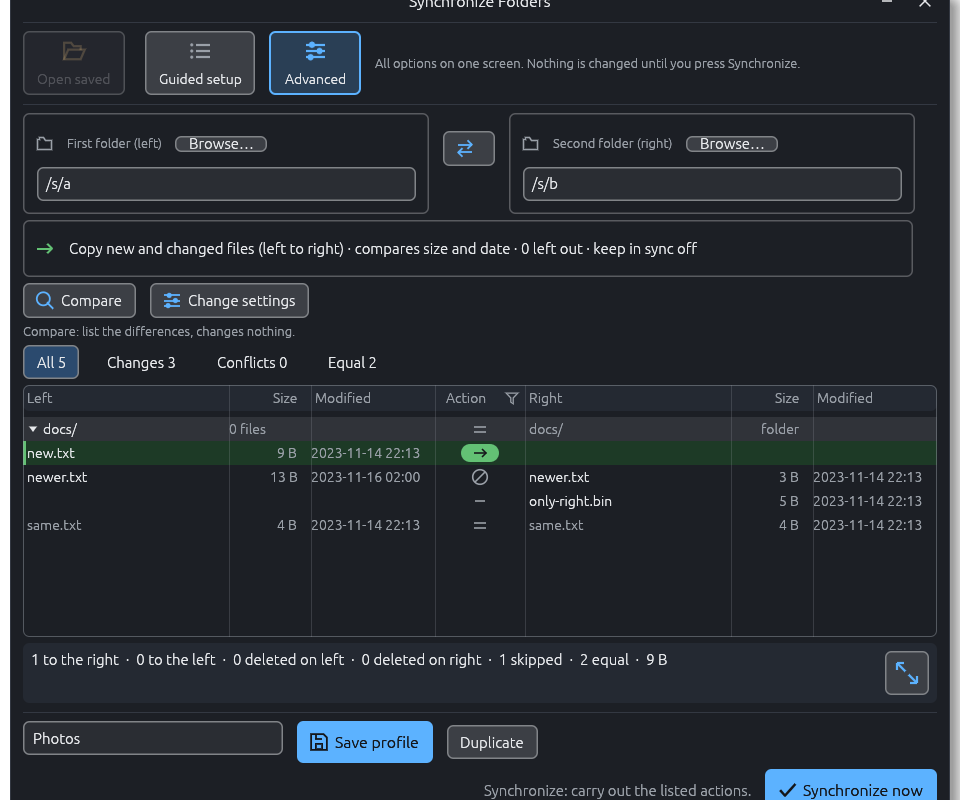 Synchronize Folders
Open saved
Guided setup
Advanced
All options on one screen. Nothing is changed until you press Synchronize.
First folder (left) Browse…
Second folder (right) Browse…
/s/a
/s/b
Copy new and changed files (left to right) · compares size and date · 0 left out · keep in sync off
Compare
Change settings
Compare: list the differences, changes nothing.
All 5 Changes 3 Conflicts 0 Equal 2
Left Size Modified Action Right Size Modified
docs/ 0 files = docs/ folder
new.txt 9 B 2023-11-14 22:13 →
newer.txt 13 B 2023-11-16 02:00 newer.txt 3 B 2023-11-14 22:13
– only-right.bin 5 B 2023-11-14 22:13
same.txt 4 B 2023-11-14 22:13 = same.txt 4 B 2023-11-14 22:13
1 to the right · 0 to the left · 0 deleted on left · 0 deleted on right · 1 skipped · 2 equal · 9 B
Photos
Save profile
Duplicate
Synchronize: carry out the listed actions.
Synchronize now